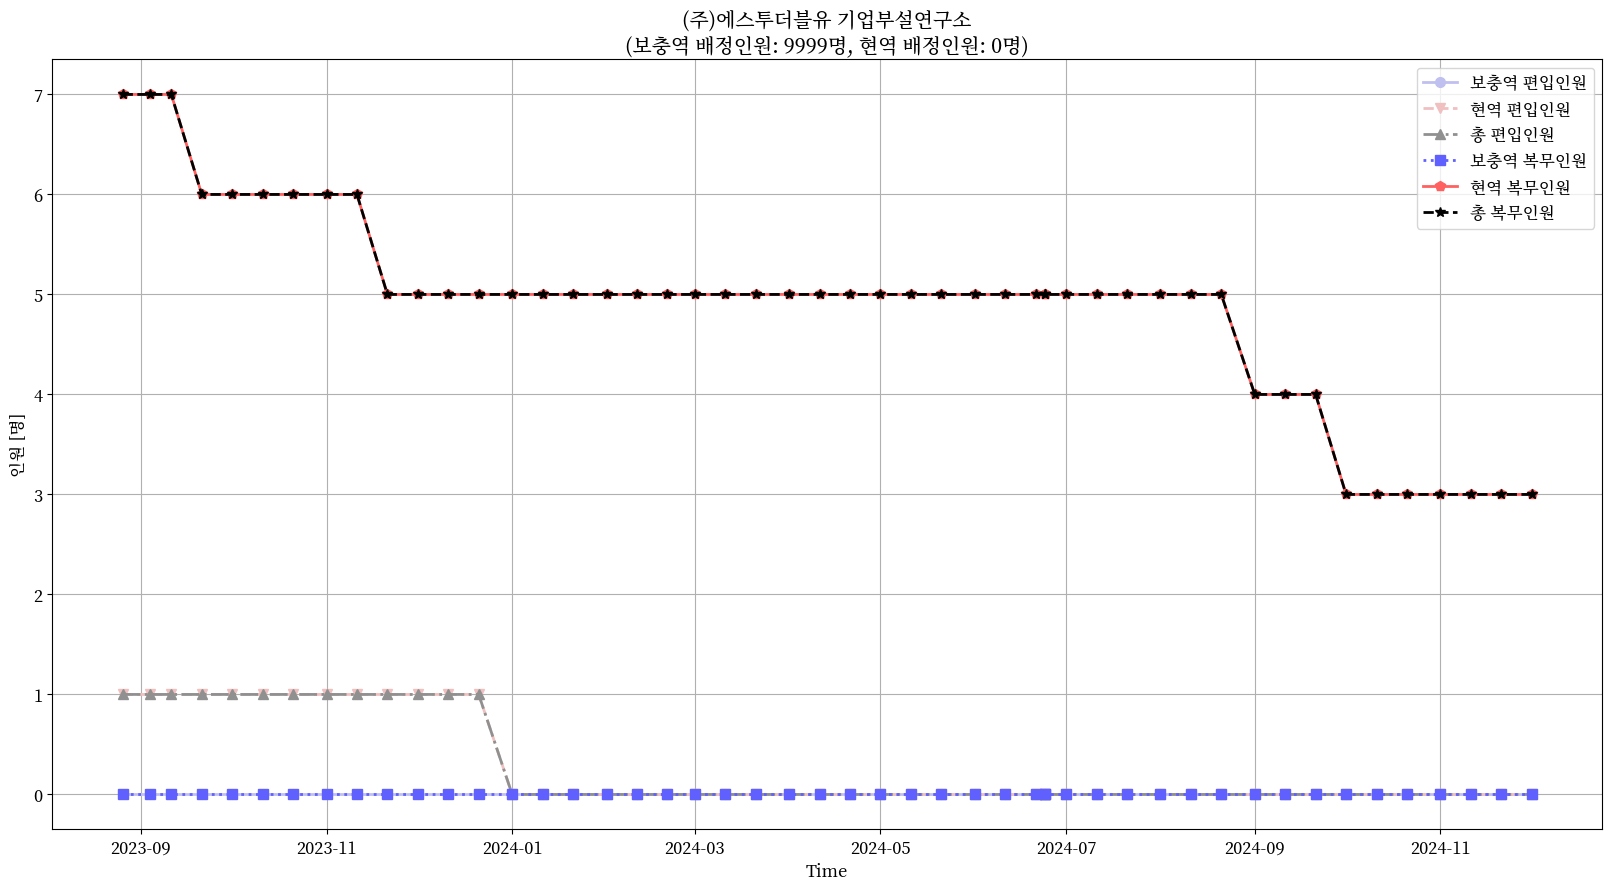 (주)에스투더블유 기업부설연구소
(보충역 배정인원: 9999명, 현역 배정인원: 0명)
보충역 편입인원
현역 편입인원
총 편입인원
보충역 복무인원
현역 복무인원
총 복무인원
인원 [명]
7
6
5
4
3
2
1
0
2023-09
2023-11
2024-01
2024-03
2024-05
2024-07
2024-09
2024-11
Time